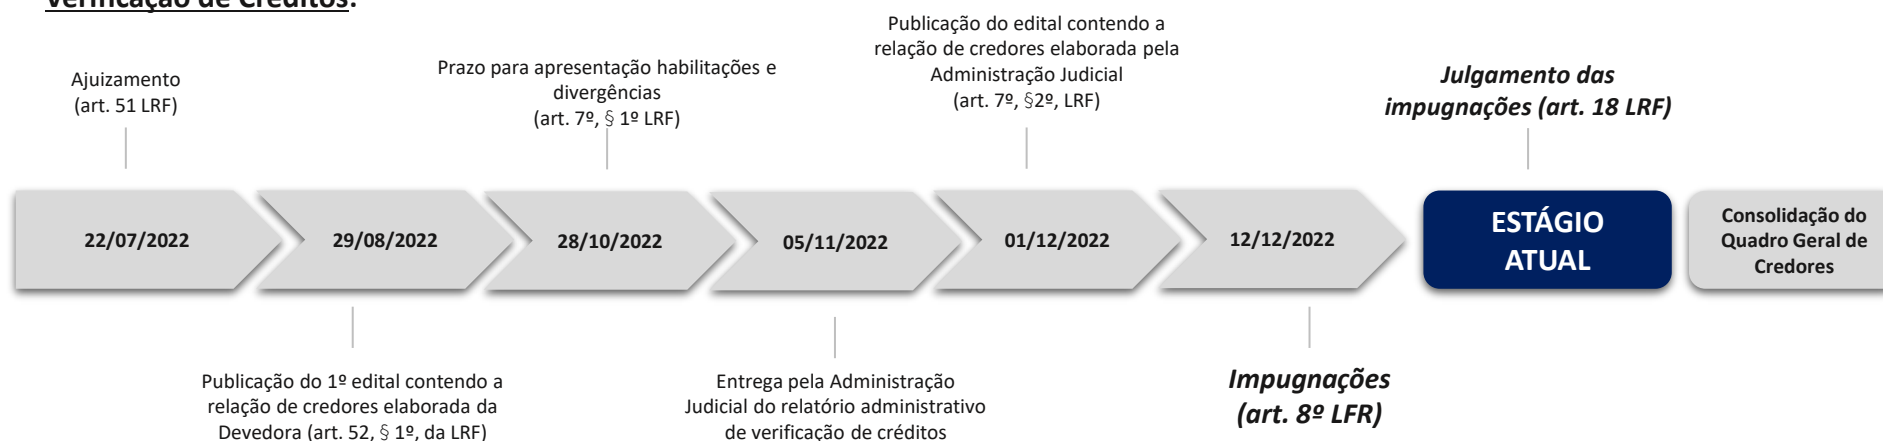 Verificação de Créditos:
Ajuizamento
(art. 51 LRF)
Prazo para apresentação habilitações e
divergências
(art. 7º, § 1º LRF)
Publicação do edital contendo a
relação de credores elaborada pela
Administração Judicial
(art. 7º, §2º, LRF)
Julgamento das
impugnações (art. 18 LRF)
22/07/2022
29/08/2022
28/10/2022
05/11/2022
01/12/2022
12/12/2022
ESTÁGIO
ATUAL
Consolidação do
Quadro Geral de
Credores
Publicação do 1º edital contendo a
relação de credores elaborada da
Devedora (art. 52, § 1º, da LRF)
Entrega pela Administração
Judicial do relatório administrativo
de verificação de créditos
Impugnações
(art. 8º LFR)